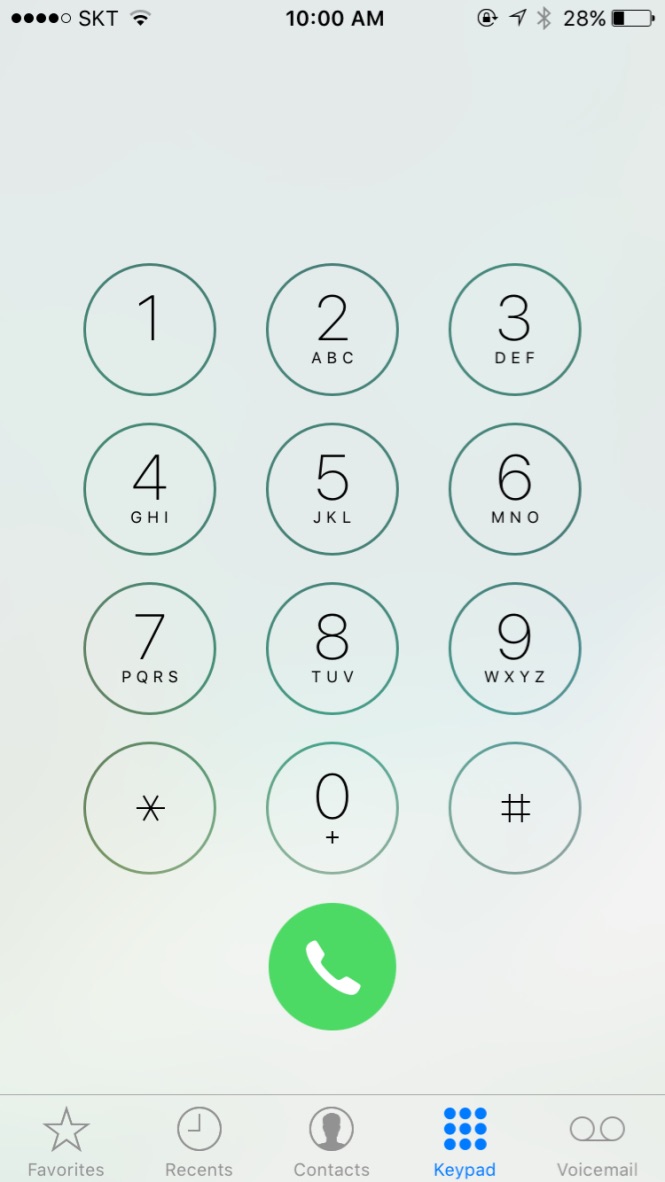 SKT 10:00 AM 28%
1 2 3
ABC DEF
4 5 6
GHI JKL MNO
7 8 9
PQRS TUV WXYZ
* 0 #
+
Favorites Recents Contacts Keypad Voicemail